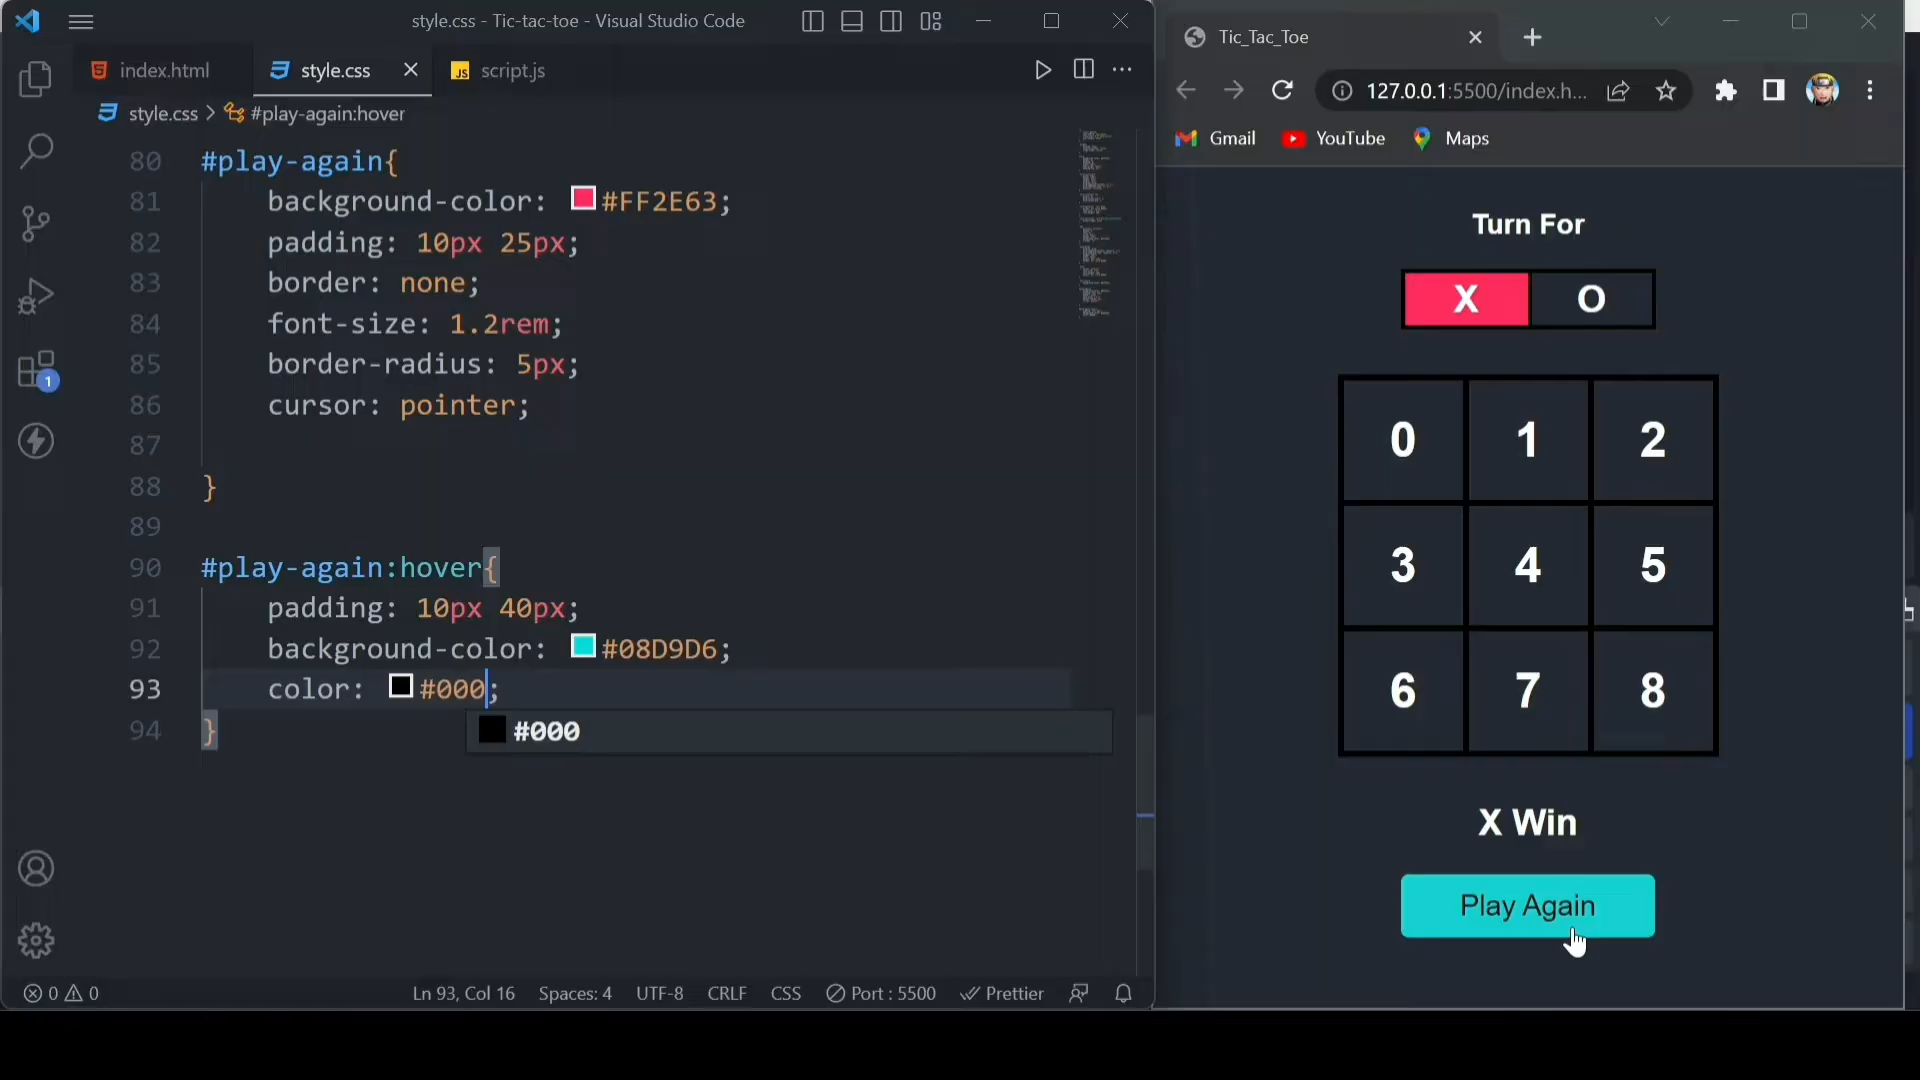 style.css - Tic-tac-toe - Visual Studio Code
index.html
style.css
JS script.js
style.css > #play-again:hover
80 #play-again{
81 background-color: #FF2E63;
82 padding: 10px 25px;
83 border: none;
84 font-size: 1.2rem;
85 border-radius: 5px;
86 cursor: pointer;
87
88 }
89
90 #play-again:hover{
91 padding: 10px 40px;
92 background-color: #08D9D6;
93 color: #000;
94 }
#000
1
0 0
Ln 93, Col 16
Spaces: 4
UTF-8
CRLF
CSS
Port : 5500
Prettier
Tic_Tac_Toe
127.0.0.1:5500/index.h...
Gmail
YouTube
Maps
Turn For
X O
0 1 2
3 4 5
6 7 8
X Win
Play Again